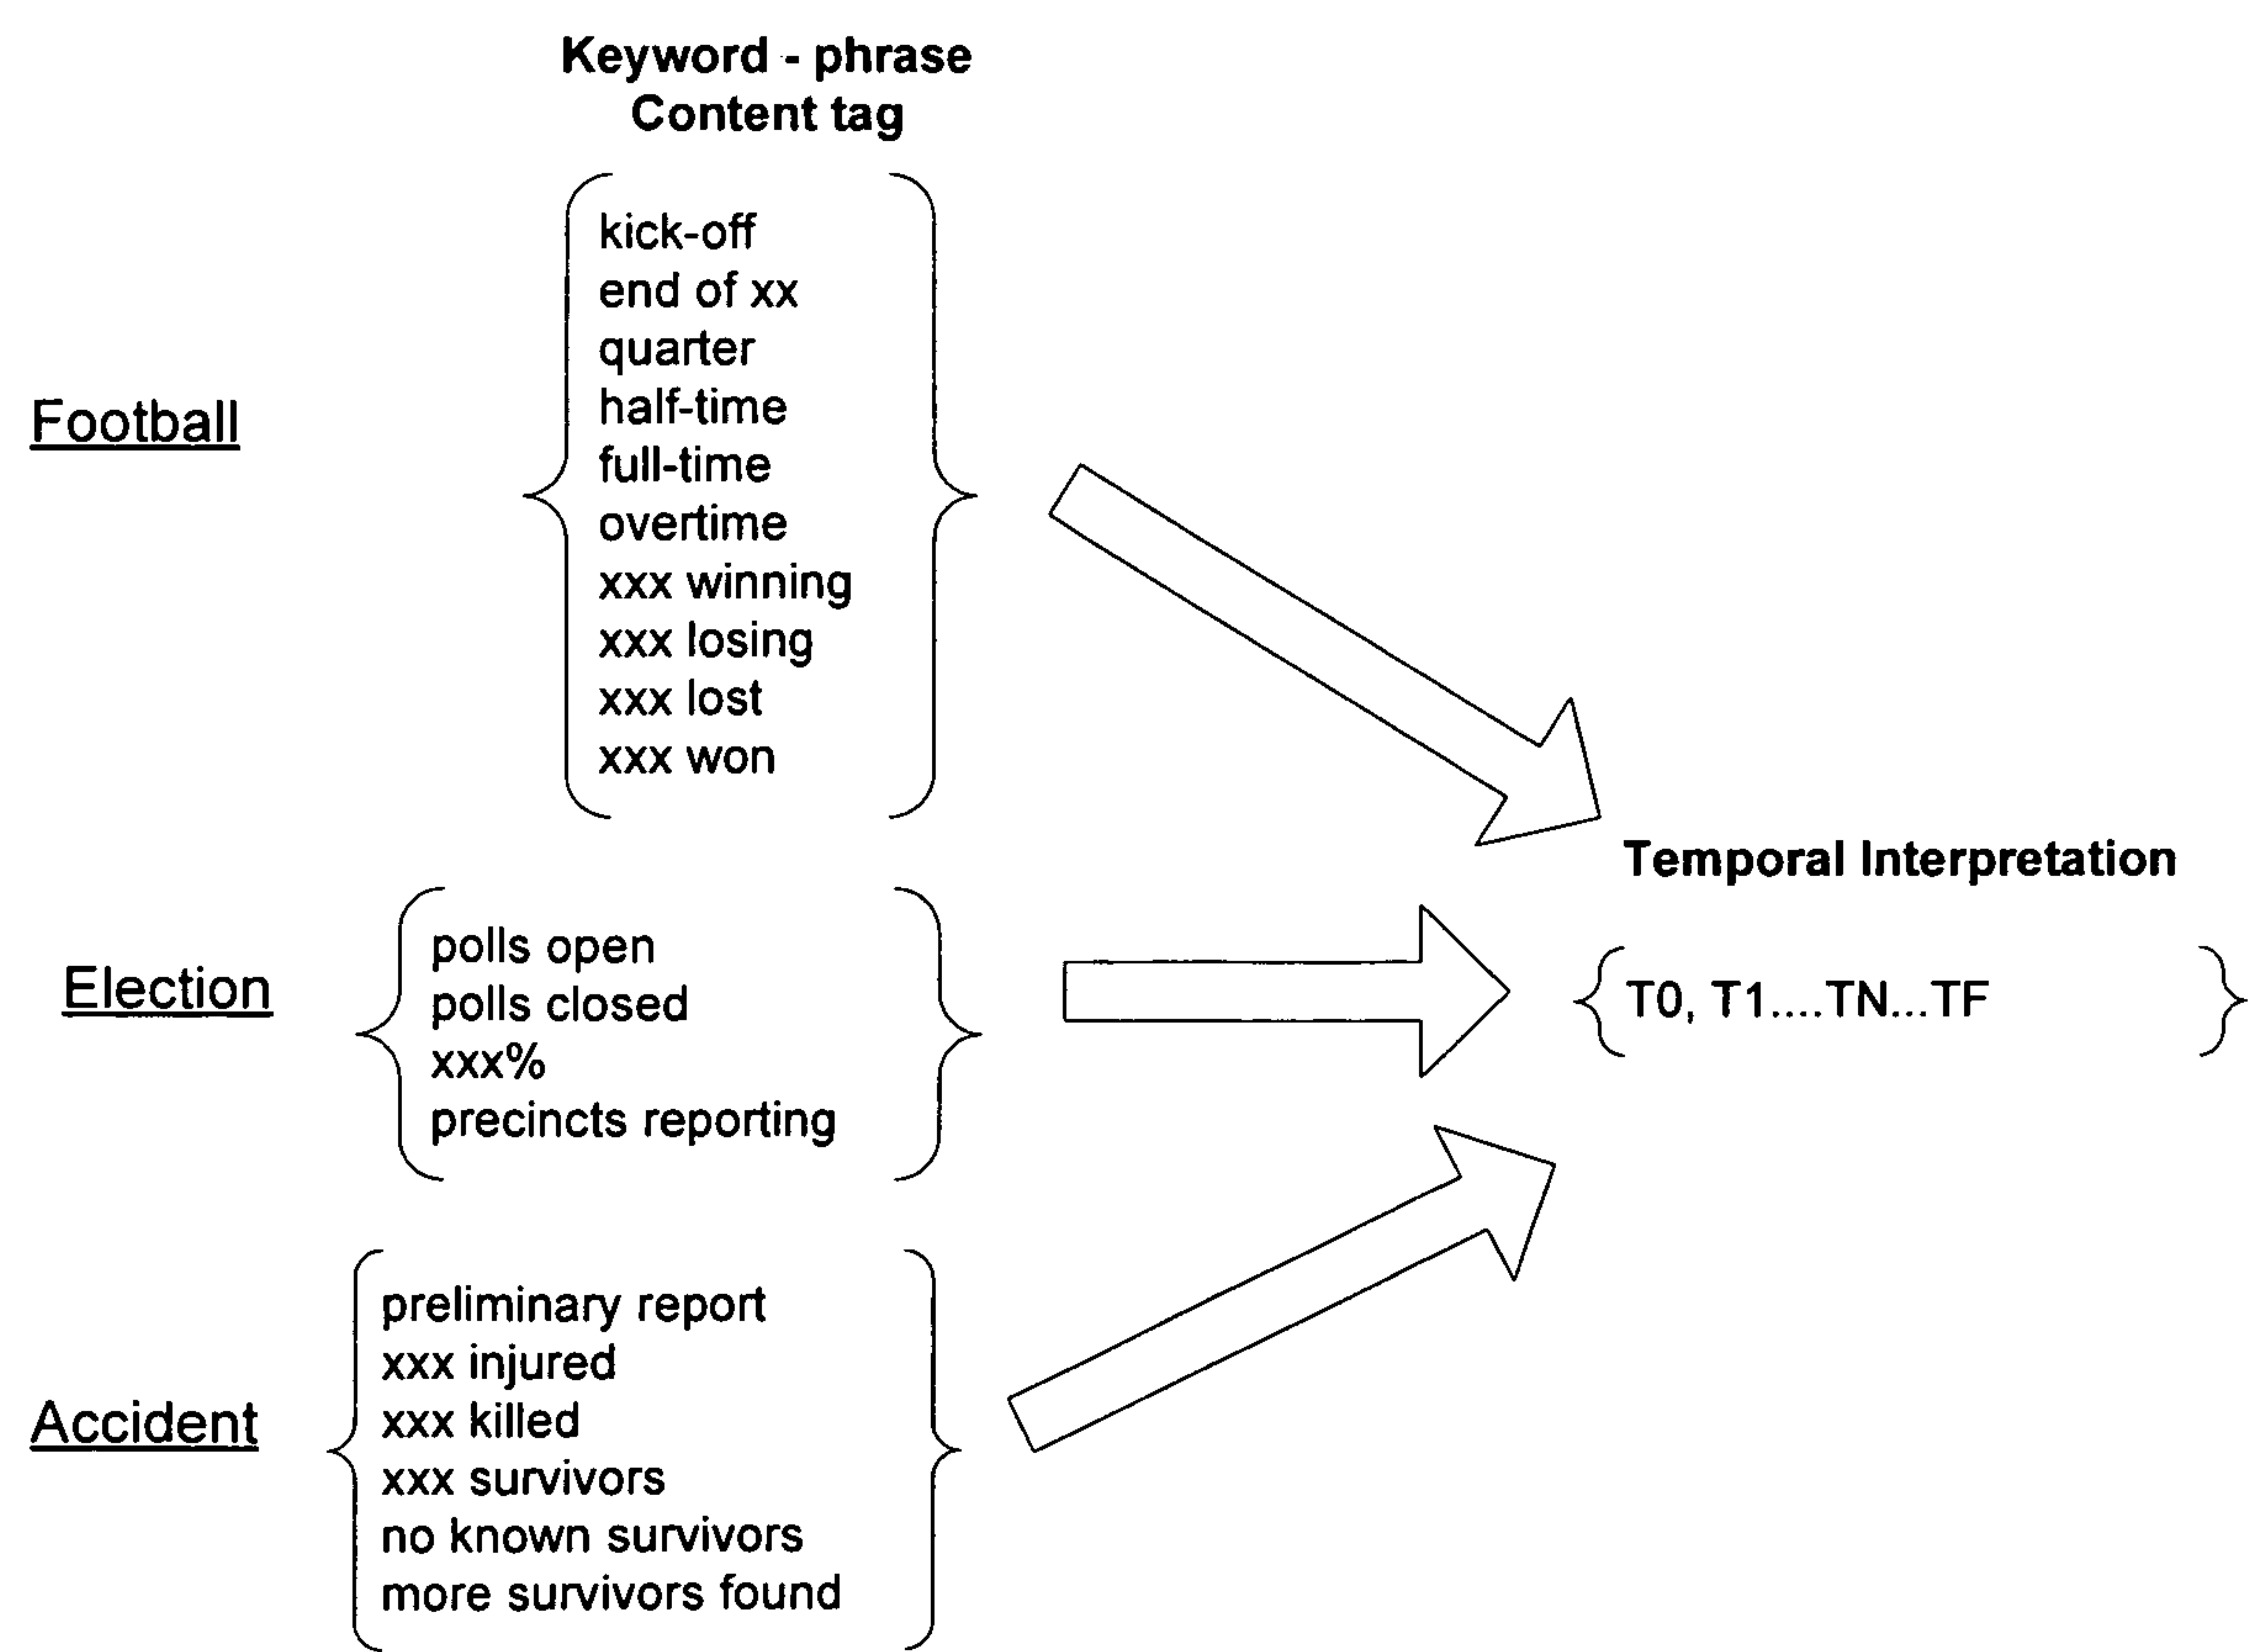 Keyword - phrase
Content tag
Football
kick-off
end of xx
quarter
half-time
full-time
overtime
xxx winning
xxx losing
xxx lost
xxx won
Election
polls open
polls closed
xxx%
precincts reporting
Accident
preliminary report
xxx injured
xxx killed
xxx survivors
no known survivors
more survivors found
Temporal Interpretation
T0, T1....TN...TF